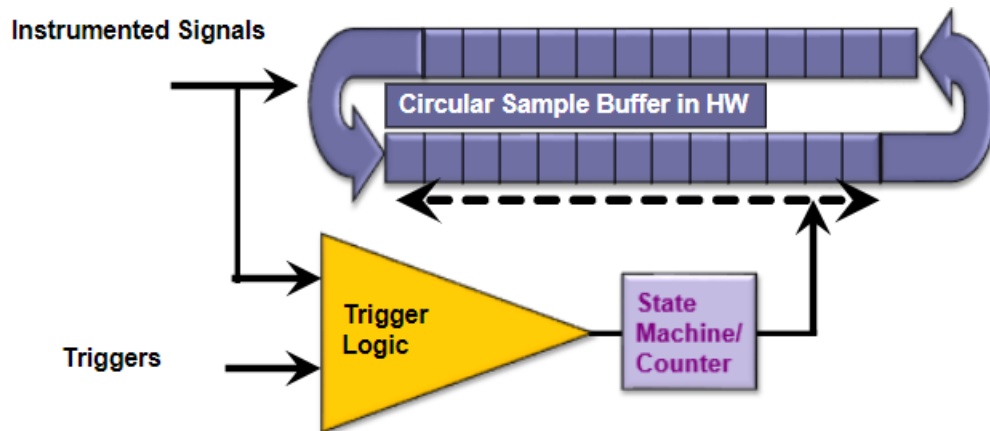 Instrumented Signals
Circular Sample Buffer in HW
Trigger
Logic
State
Machine/
Counter
Triggers